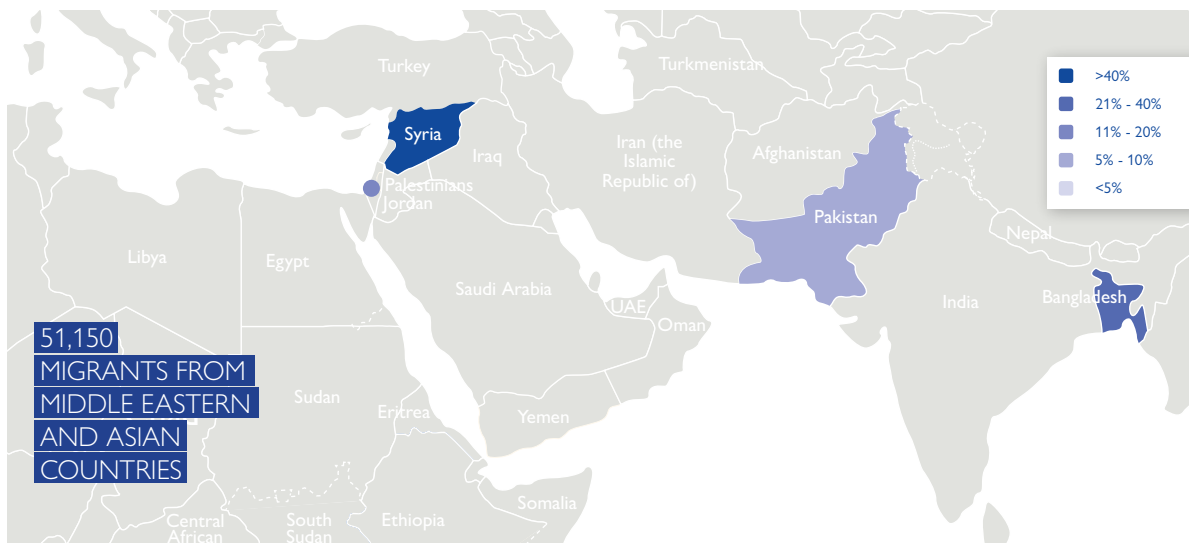 Turkey
Turkmenistan
>40%
21% - 40%
11% - 20%
5% - 10%
<5%
Syria
Iraq
Iran (the
Islamic
Republic of)
Afghanistan
Palestinians
Jordan
Pakistan
Nepal
Libya
Egypt
Saudi Arabia
UAE
Oman
India
Bangladesh
51,150
MIGRANTS FROM
MIDDLE EASTERN
AND ASIAN
COUNTRIES
Sudan
Eritrea
Yemen
Somalia
Central
African
South
Sudan
Ethiopia